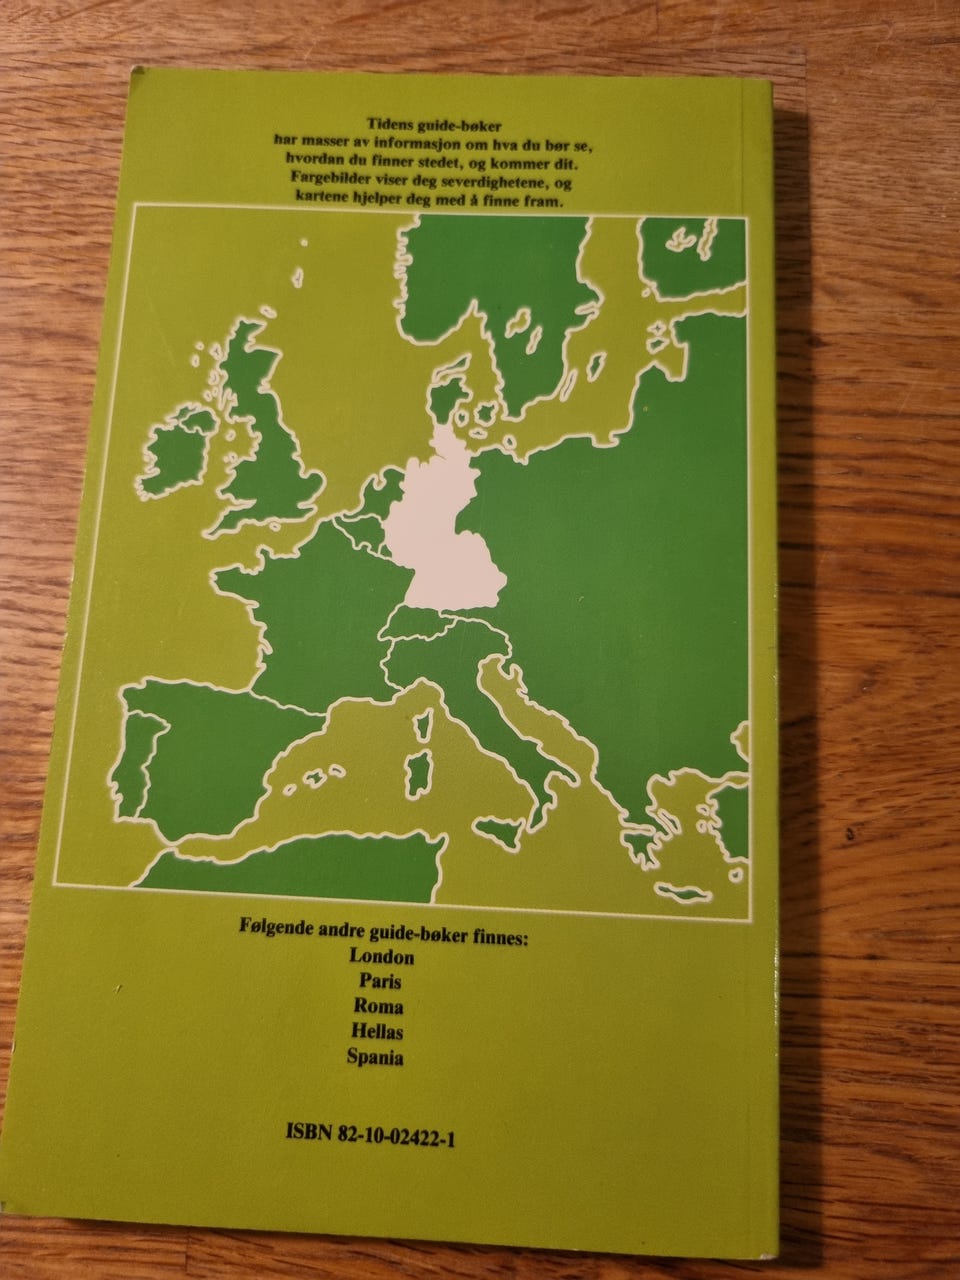 Tidens guide-bøker
har masser av informasjon om hva du bør se,
hvordan du finner stedet, og kommer dit.
Fargebilder viser deg severdighetene, og
kartene hjelper deg med å finne fram.
Følgende andre guide-bøker finnes:
London
Paris
Roma
Hellas
Spania
ISBN 82-10-02422-1